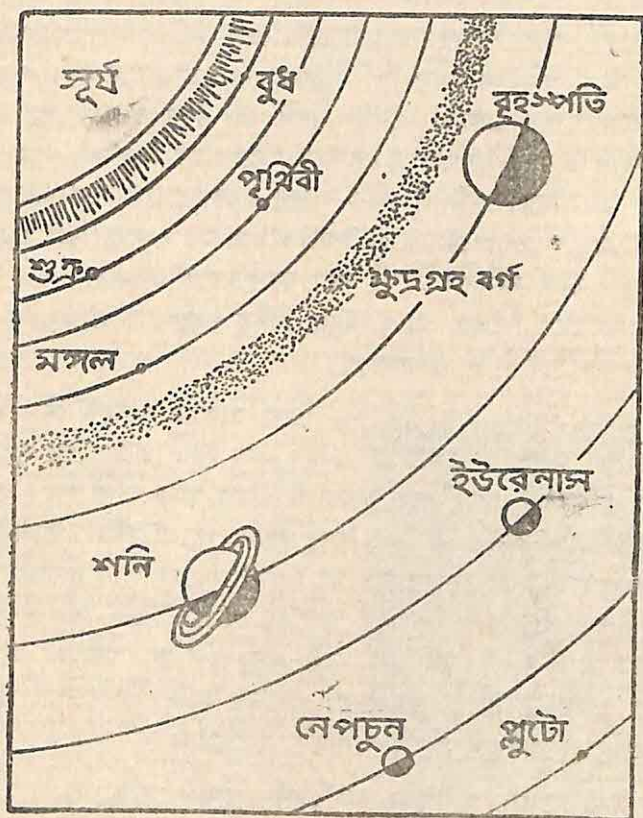 সূর্য
বুধ
বৃহস্পতি
পৃথিবী
শুক্র
ক্ষুদ্রগ্রহ বর্গ
মঙ্গল
ইউরেনাস
শনি
নেপচুন
প্লুটো